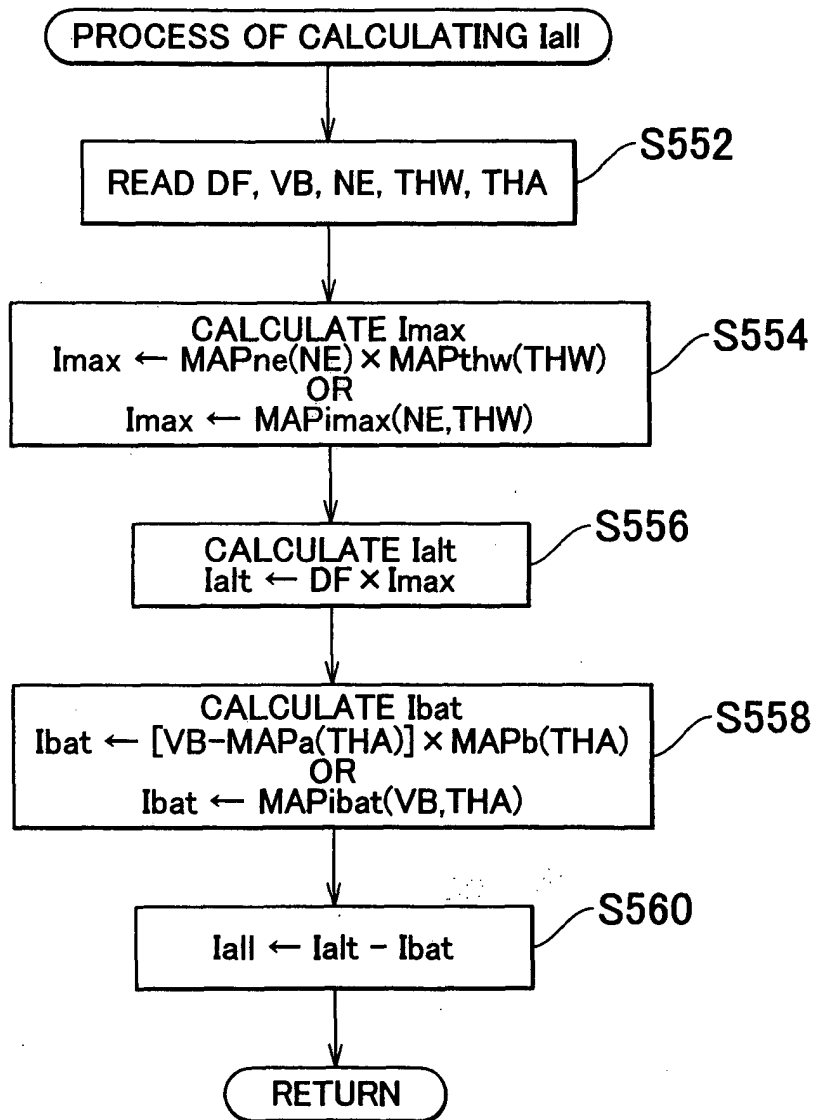 PROCESS OF CALCULATING Iall
S552
READ DF, VB, NE, THW, THA
S554
CALCULATE Imax
Imax ← MAPne(NE) × MAPthw(THW)
OR
Imax ← MAPimax(NE,THW)
S556
CALCULATE Ialt
Ialt ← DF × Imax
S558
CALCULATE Ibat
Ibat ← [VB-MAPa(THA)] × MAPb(THA)
OR
Ibat ← MAPibat(VB,THA)
S560
Iall ← Ialt - Ibat
RETURN